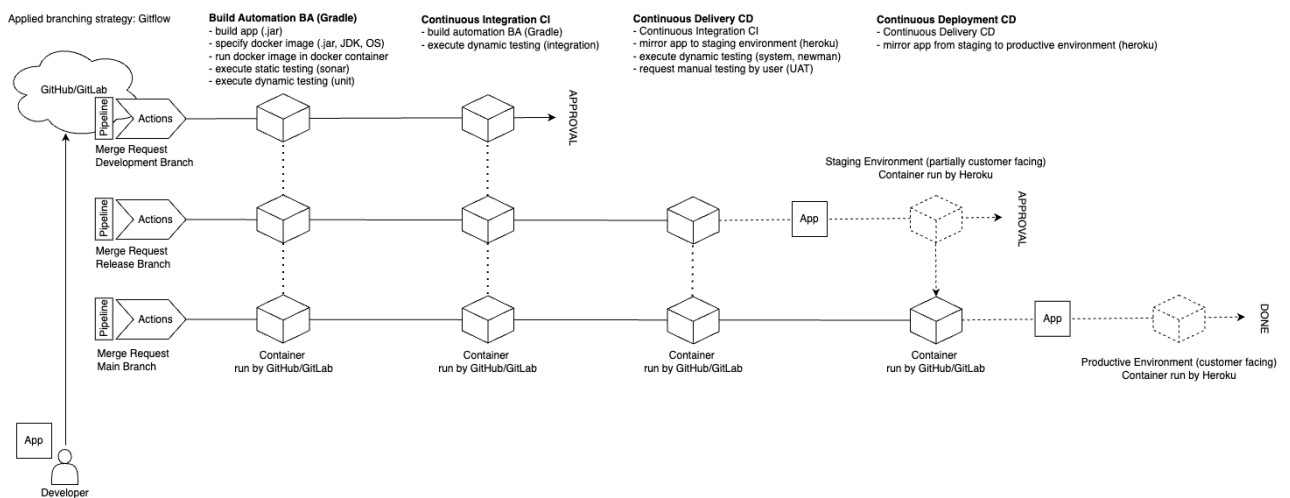 Applied branching strategy: Gitflow
Build Automation BA (Gradle)
- build app (.jar)
- specify docker image (.jar, JDK, OS)
- run docker image in docker container
- execute static testing (sonar)
- execute dynamic testing (unit)
Continuous Integration CI
- build automation BA (Gradle)
- execute dynamic testing (integration)
Continuous Delivery CD
- Continuous Integration CI
- mirror app to staging environment (heroku)
- execute dynamic testing (system, newman)
- request manual testing by user (UAT)
Continuous Deployment CD
- Continuous Delivery CD
- mirror app from staging to productive environment (heroku)
GitHub/GitLab
Pipeline
Actions
Merge Request
Development Branch
APPROVAL
Staging Environment (partially customer facing)
Container run by Heroku
Pipeline
Actions
Merge Request
Release Branch
App
APPROVAL
Pipeline
Actions
Merge Request
Main Branch
Container
run by GitHub/GitLab
Container
run by GitHub/GitLab
Container
run by GitHub/GitLab
Container
run by GitHub/GitLab
App
DONE
Productive Environment (customer facing)
Container run by Heroku
App
Developer